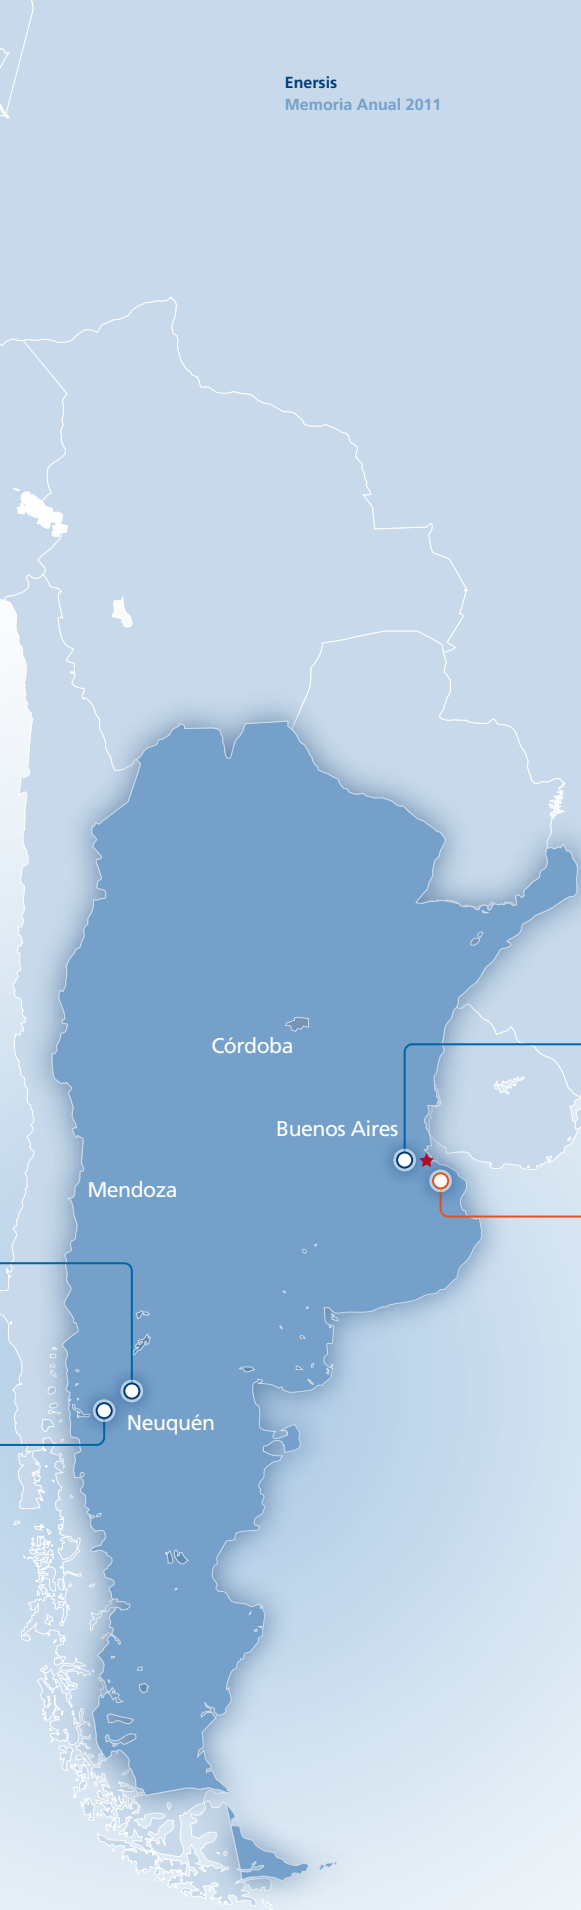 Enersis
Memoria Anual 2011
Córdoba
Buenos Aires
Mendoza
Neuquén